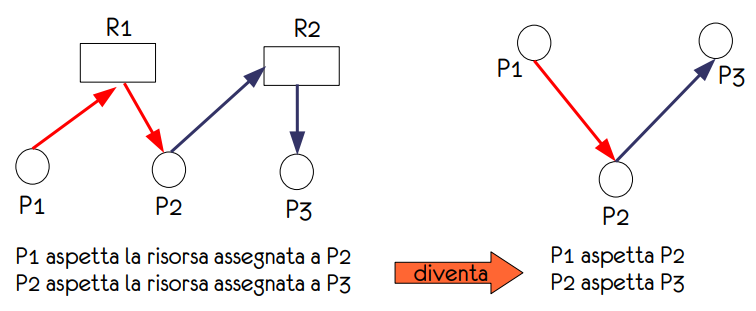 R1
R2
P1
P2
P3
P1 aspetta la risorsa assegnata a P2
P2 aspetta la risorsa assegnata a P3
diventa
P1
P3
P2
P1 aspetta P2
P2 aspetta P3